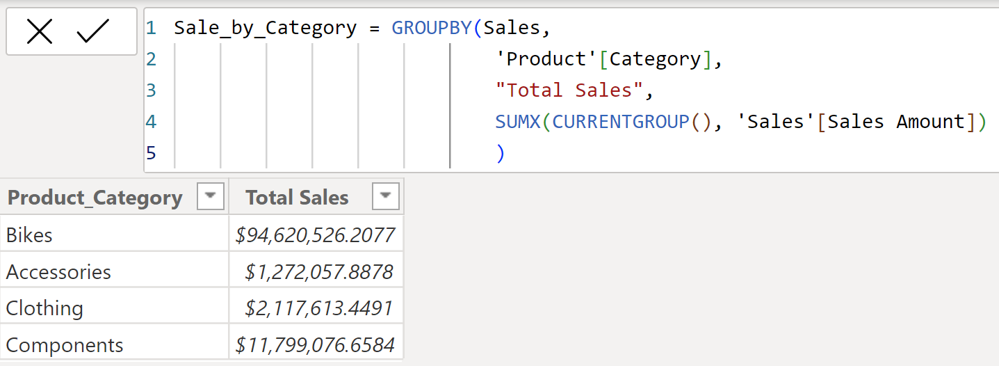 1 Sale_by_Category = GROUPBY(Sales,
2 'Product'[Category],
3 "Total Sales",
4 SUMX(CURRENTGROUP(), 'Sales'[Sales Amount])
5 )
Product_Category Total Sales
Bikes $94,620,526.2077
Accessories $1,272,057.8878
Clothing $2,117,613.4491
Components $11,799,076.6584